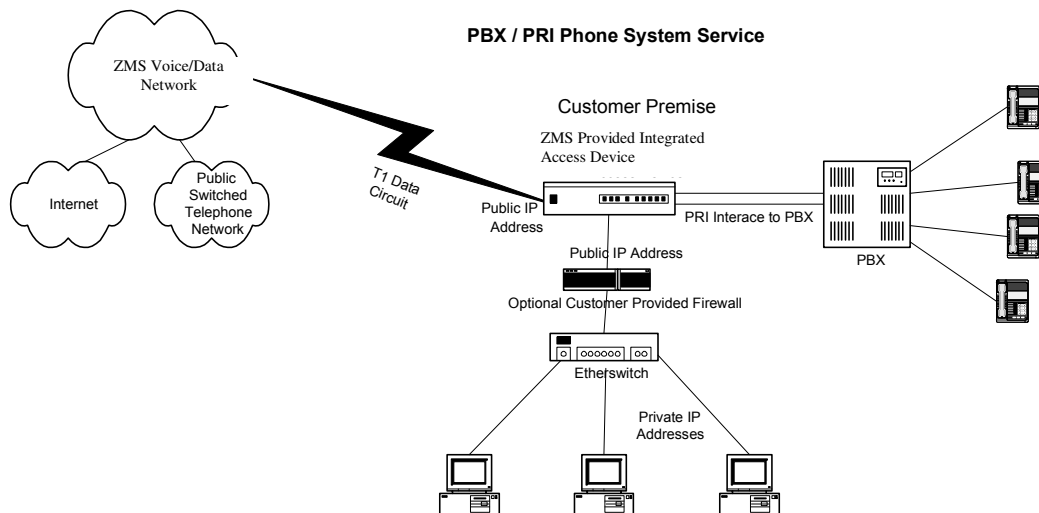 PBX / PRI Phone System Service
ZMS Voice/Data
Network
Internet
Public
Switched
Telephone
Network
T1 Data
Circuit
Customer Premise
ZMS Provided Integrated
Access Device
Public IP
Address
PRI Interace to PBX
PBX
Public IP Address
Optional Customer Provided Firewall
Etherswitch
Private IP
Addresses